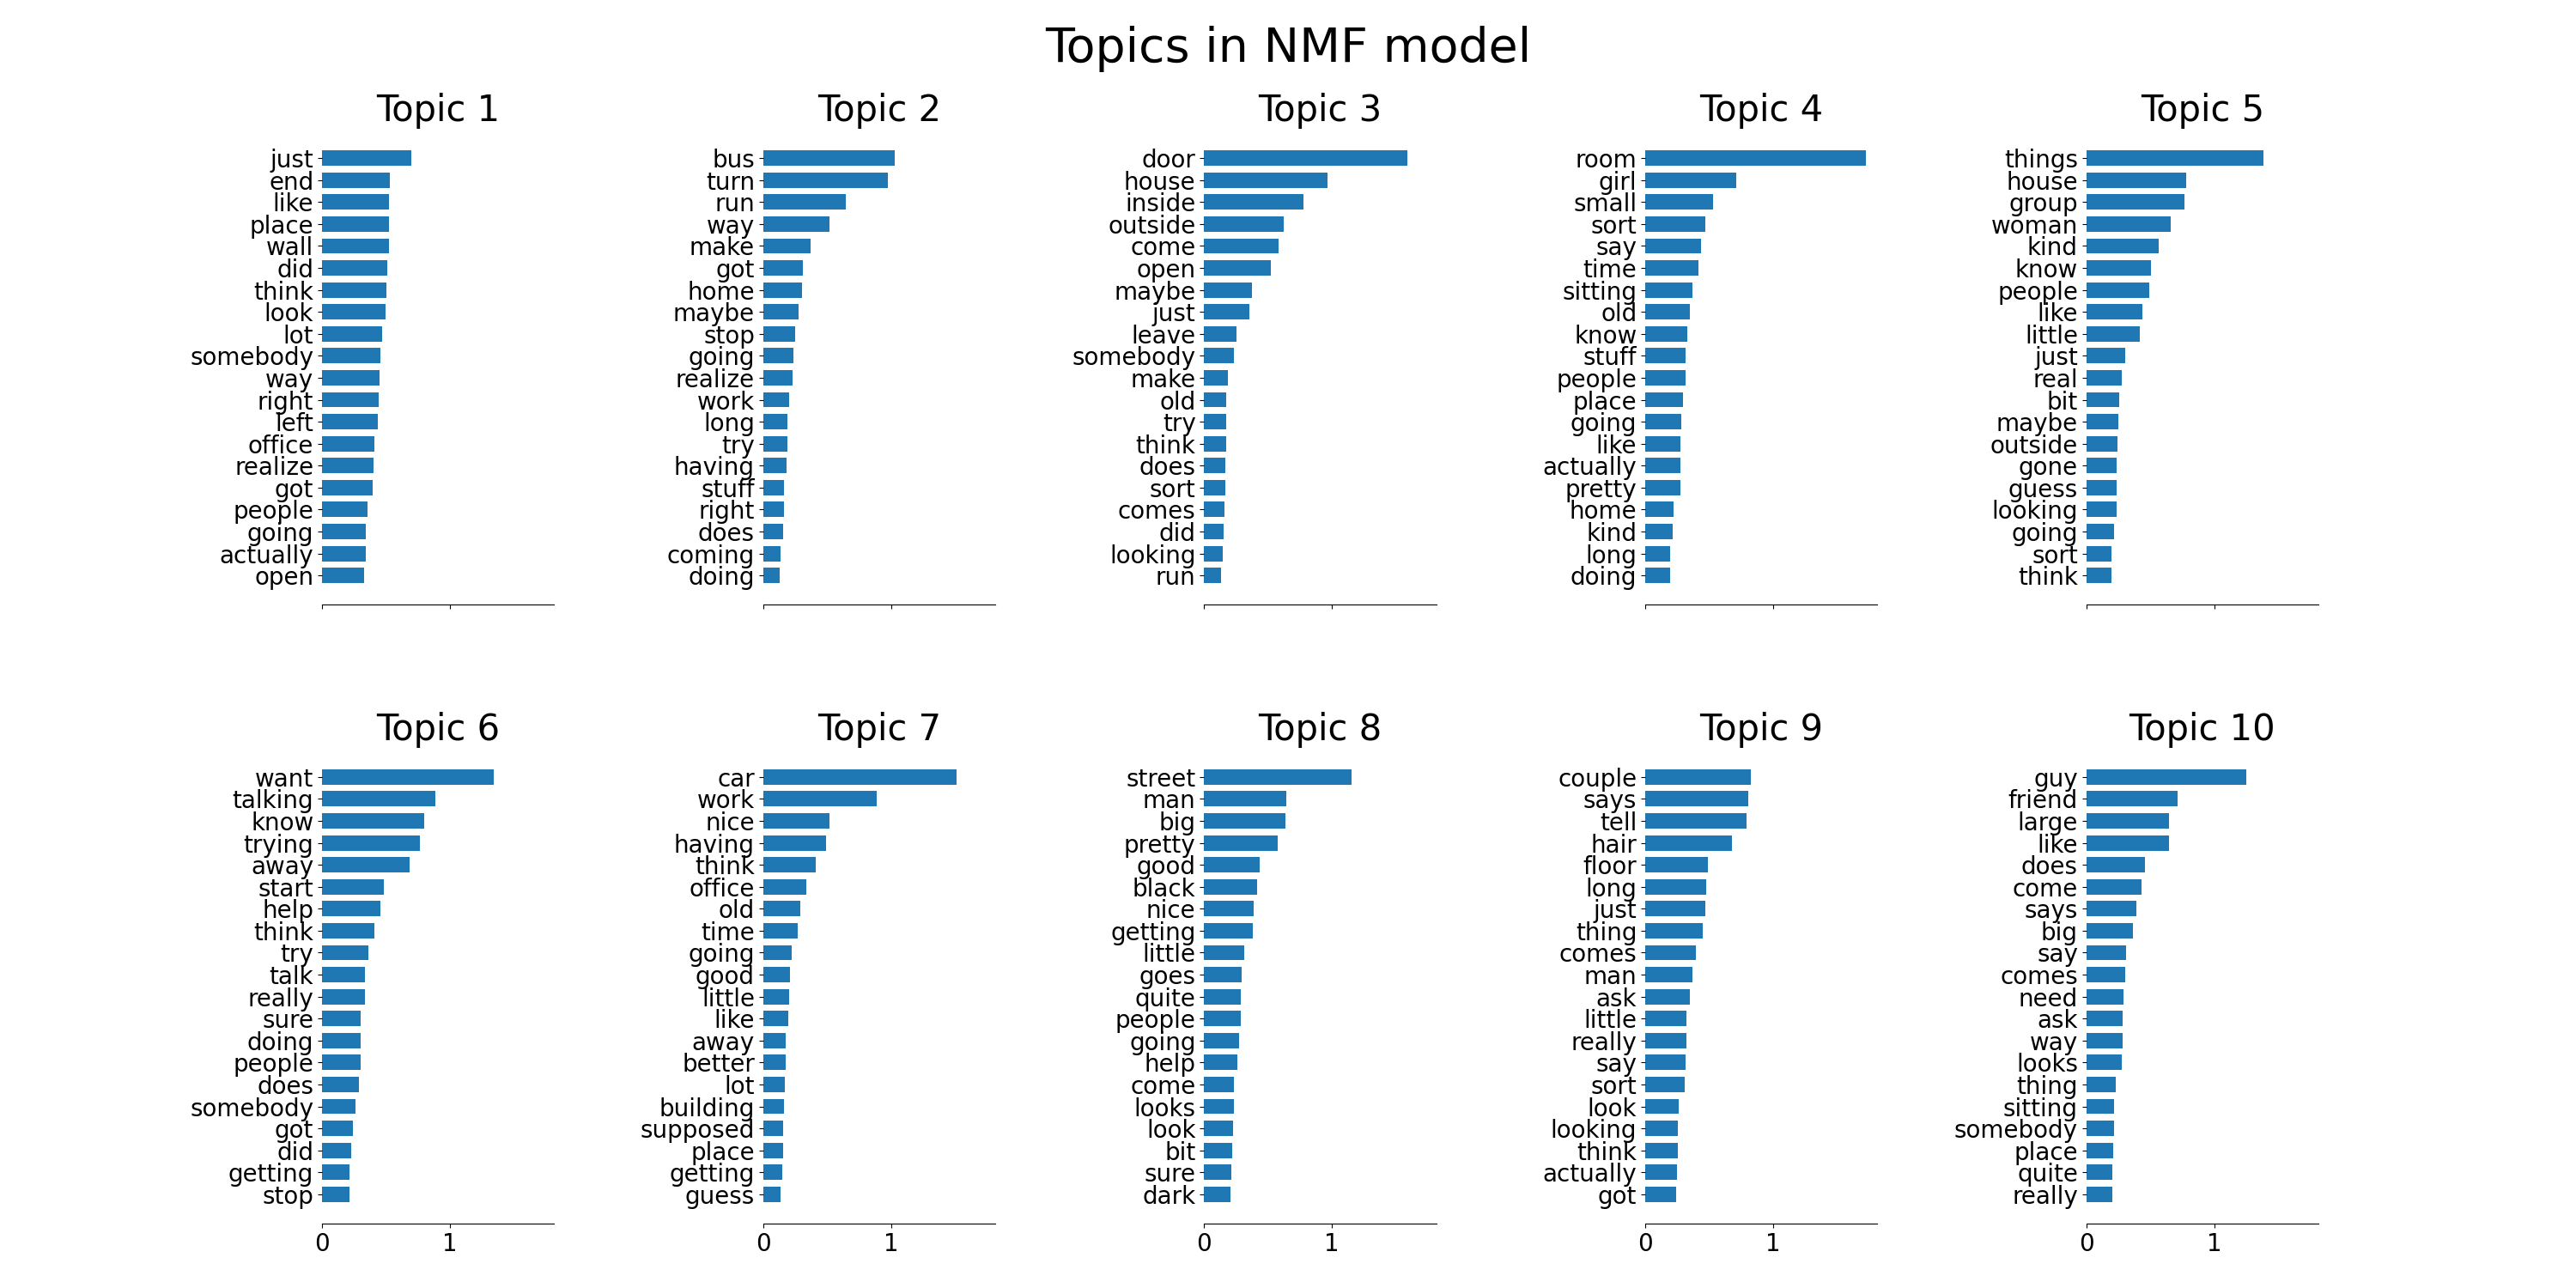 Topics in NMF model
Topic 1
just
end
like
place
wall
did
think
look
lot
somebody
way
right
left
office
realize
got
people
going
actually
open
Topic 2
bus
turn
run
way
make
got
home
maybe
stop
going
realize
work
long
try
having
stuff
right
does
coming
doing
Topic 3
door
house
inside
outside
come
open
maybe
just
leave
somebody
make
old
try
think
does
sort
comes
did
looking
run
Topic 4
room
girl
small
sort
say
time
sitting
old
know
stuff
people
place
going
like
actually
pretty
home
kind
long
doing
Topic 5
things
house
group
woman
kind
know
people
like
little
just
real
bit
maybe
outside
gone
guess
looking
going
sort
think
Topic 6
want
talking
know
trying
away
start
help
think
try
talk
really
sure
doing
people
does
somebody
got
did
getting
stop
0 1
Topic 7
car
work
nice
having
think
office
old
time
going
good
little
like
away
better
lot
building
supposed
place
getting
guess
0 1
Topic 8
street
man
big
pretty
good
black
nice
getting
little
goes
quite
people
going
help
come
looks
look
bit
sure
dark
0 1
Topic 9
couple
says
tell
hair
floor
long
just
thing
comes
man
ask
little
really
say
sort
look
looking
think
actually
got
0 1
Topic 10
guy
friend
large
like
does
come
says
big
say
comes
need
ask
way
looks
thing
sitting
somebody
place
quite
really
0 1